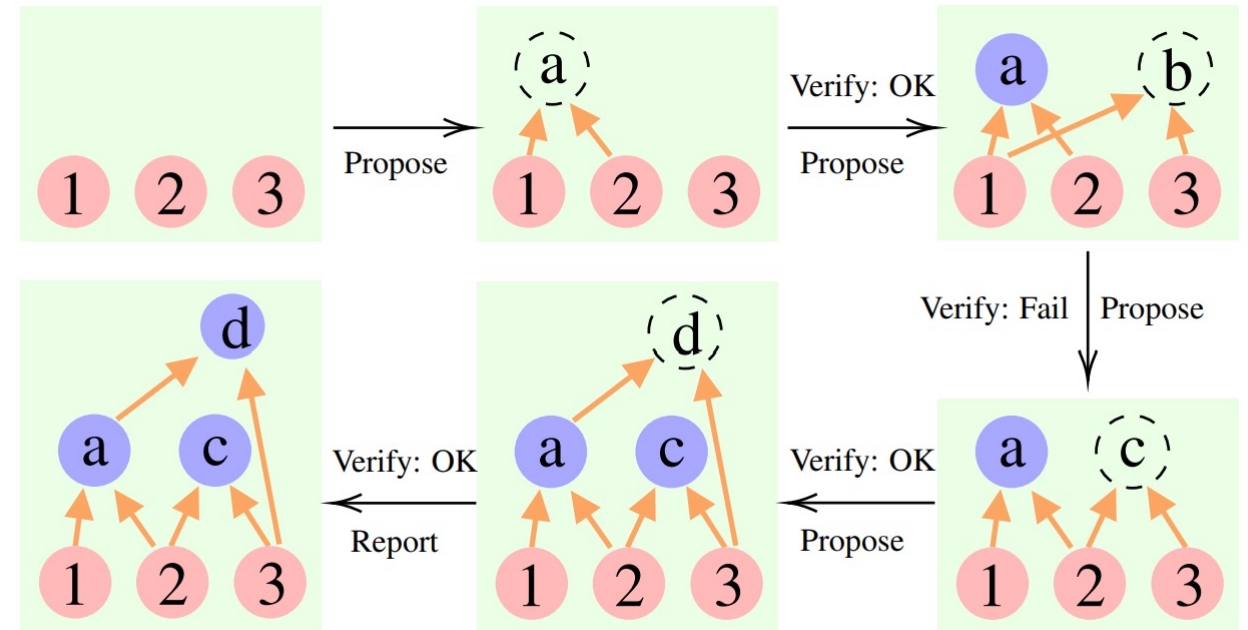 1 2 3
Propose
a
1 2 3
Verify: OK
Propose
a b
1 2 3
Verify: Fail Propose
a c
1 2 3
Verify: OK
Propose
d
a c
1 2 3
Verify: OK
Report
d
a c
1 2 3